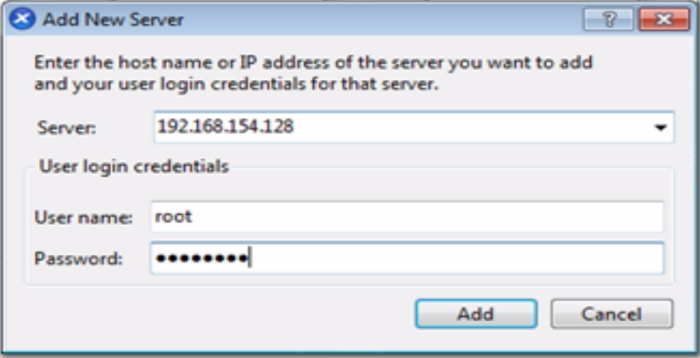 Add New Server
Enter the host name or IP address of the server you want to add
and your user login credentials for that server.
Server: 192.168.154.128
User login credentials
User name: root
Password: ••••••••
Add Cancel